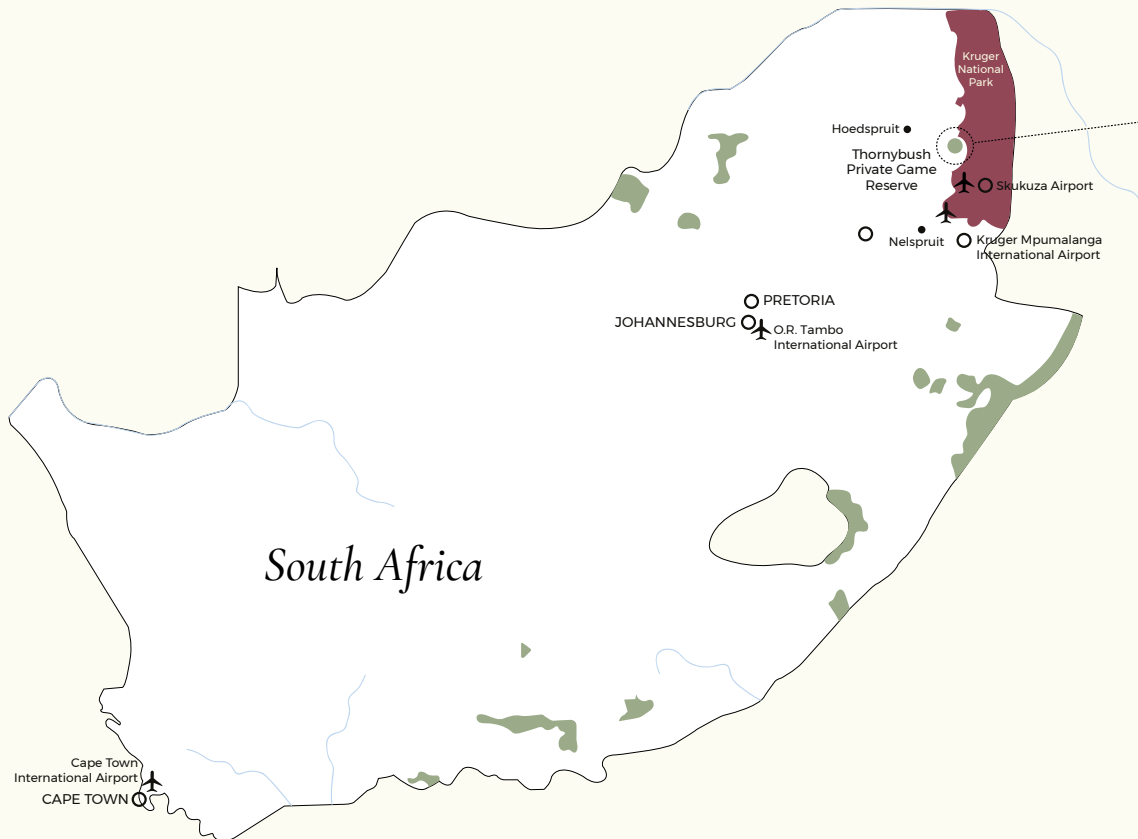 Kruger
National
Park
Hoedspruit
Thornybush
Private Game
Reserve
Skukuza Airport
Nelspruit
Kruger Mpumalanga
International Airport
PRETORIA
JOHANNESBURG
O.R. Tambo
International Airport
South Africa
Cape Town
International Airport
CAPE TOWN